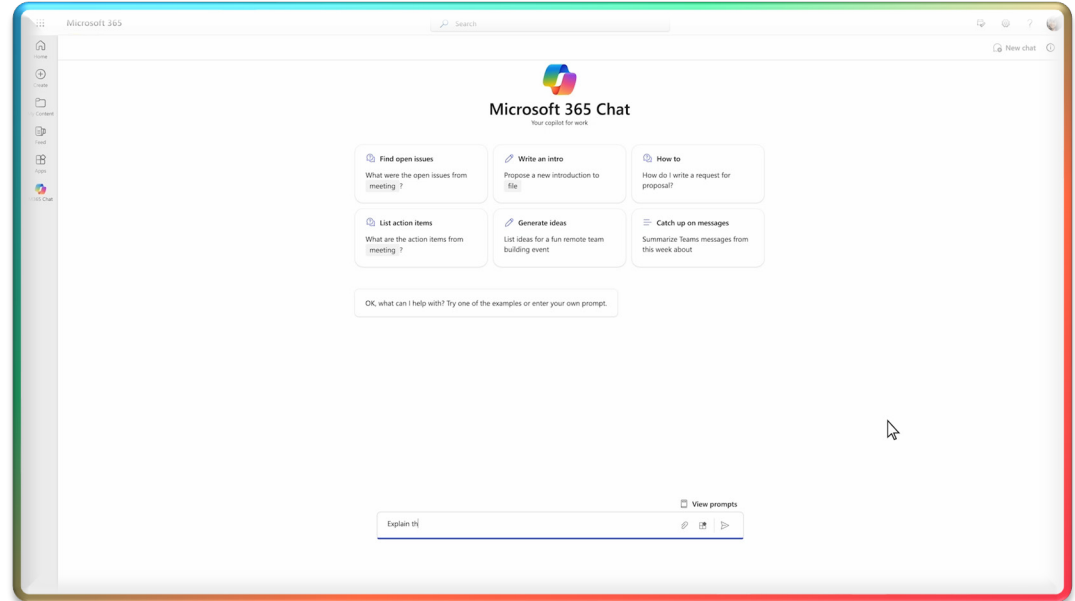 Microsoft 365
Search
New chat
Home
Create
My Content
Feed
Apps
M365 Chat
Microsoft 365 Chat
Your copilot for work
Find open issues
What were the open issues from
meeting ?
Write an intro
Propose a new introduction to
file
How to
How do I write a request for
proposal?
List action items
What are the action items from
meeting ?
Generate ideas
List ideas for a fun remote team
building event
Catch up on messages
Summarize Teams messages from
this week about
OK, what can I help with? Try one of the examples or enter your own prompt.
View prompts
Explain th